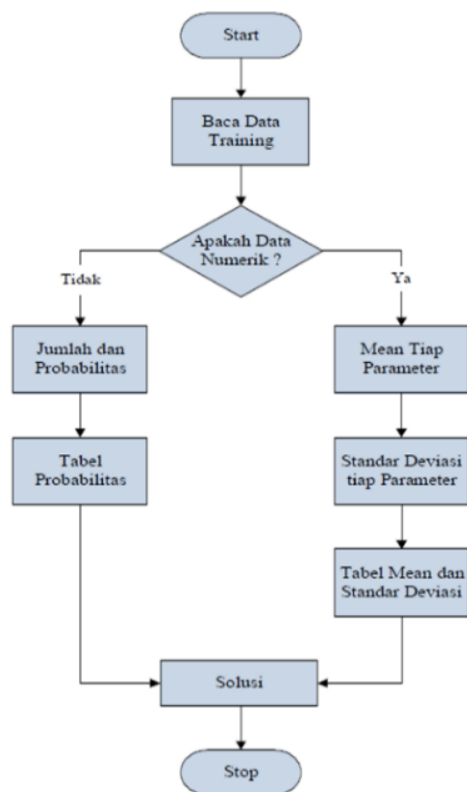 Start
Baca Data
Training
Apakah Data
Numerik ?
Tidak
Ya
Jumlah dan
Probabilitas
Mean Tiap
Parameter
Tabel
Probabilitas
Standar Deviasi
tiap Parameter
Tabel Mean dan
Standar Deviasi
Solusi
Stop